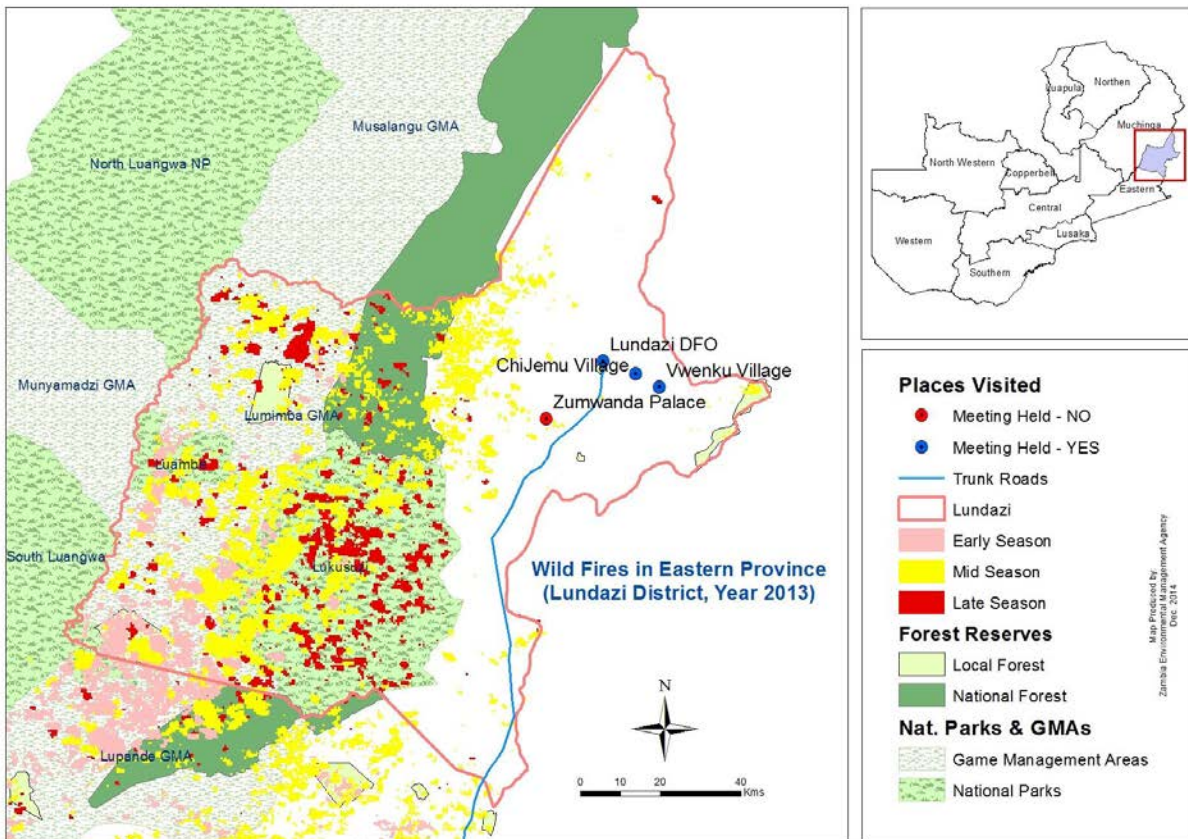 Musalangu GMA
North Luangwa NP
Munyamadzi GMA
Lumimba GMA
Luambe
South Luangwa
Lukusuzi
Lupande GMA
Lundazi DFO
ChiJemu Village
Vwenku Village
Zumwanda Palace
Wild Fires in Eastern Province
(Lundazi District, Year 2013)
N
0 10 20 40
Kms
Luapula
Northen
Muchinga
North Western
Copperbelt
Eastern
Central
Lusaka
Western
Southern
Places Visited
Meeting Held - NO
Meeting Held - YES
Trunk Roads
Lundazi
Early Season
Mid Season
Late Season
Forest Reserves
Local Forest
National Forest
Nat. Parks & GMAs
Game Management Areas
National Parks
Map Produced by:
Zambia Environmental Management Agency
Dec 2014